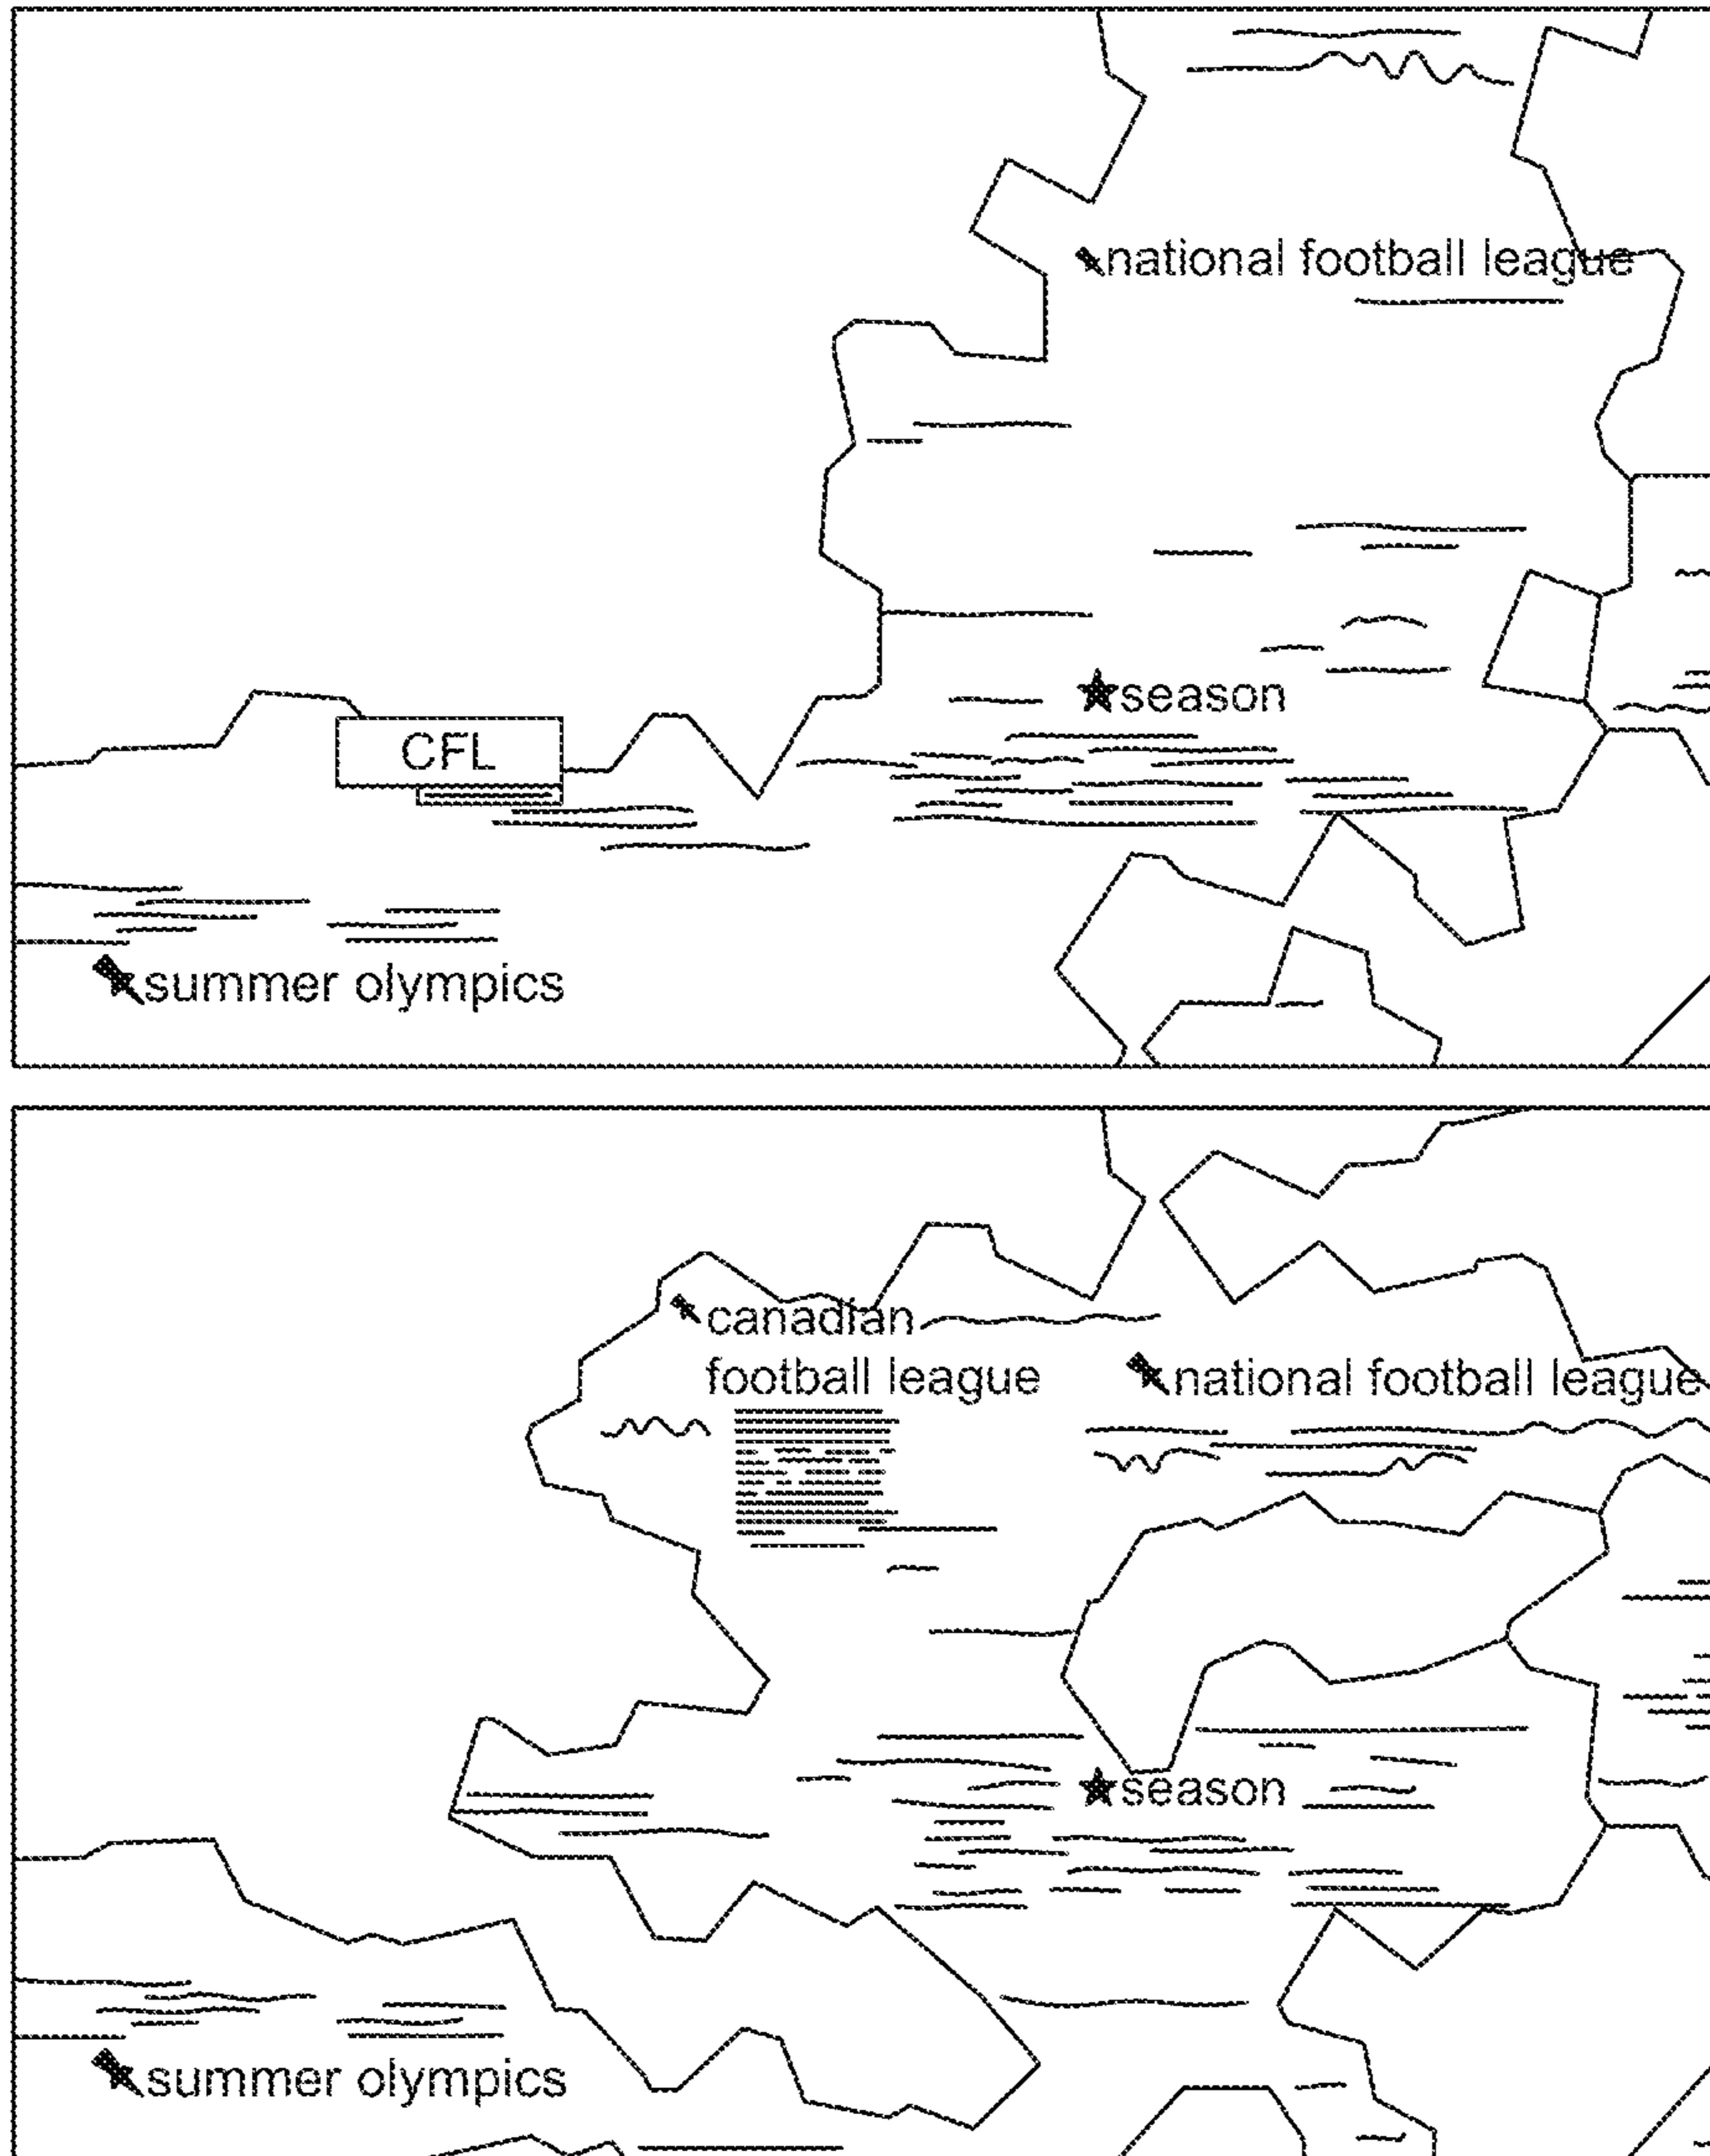 national football league
season
CFL
summer olympics
canadian
football league
national football league
season
summer olympics